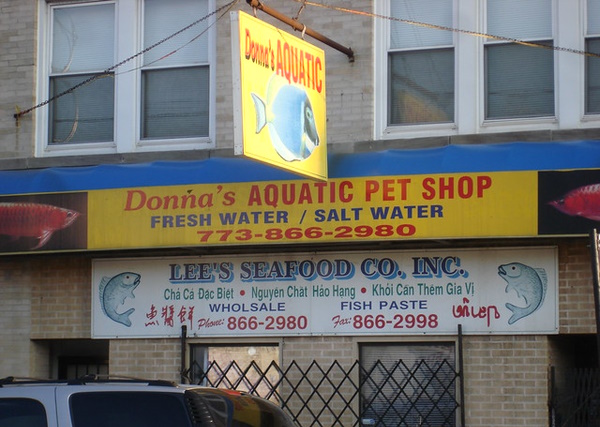 Donna's AQUATIC
Donna's AQUATIC PET SHOP
FRESH WATER / SALT WATER
773-866-2980
LEE'S SEAFOOD CO. INC.
Chả Cá Đặc Biệt • Nguyên Chất Hảo Hạng • Khỏi Cần Thêm Gia Vị
WHOLESALE FISH PASTE
魚
Phone: 866-2980 Fax: 866-2998